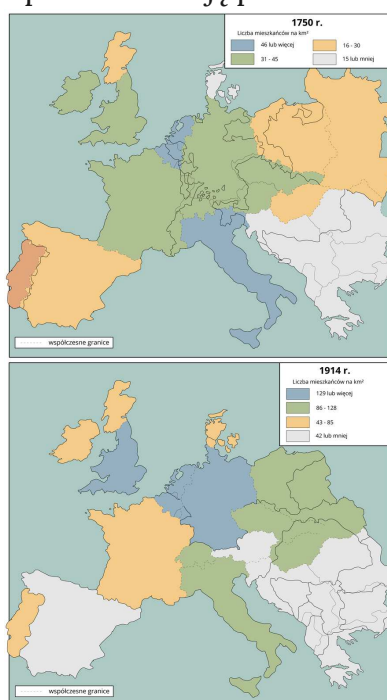 1750 r.
Liczba mieszkańców na km²
46 lub więcej
16 - 30
31 - 45
15 lub mniej
współczesne granice
1914 r.
Liczba mieszkańców na km²
129 lub więcej
86 - 128
43 - 85
42 lub mniej
współczesne granice